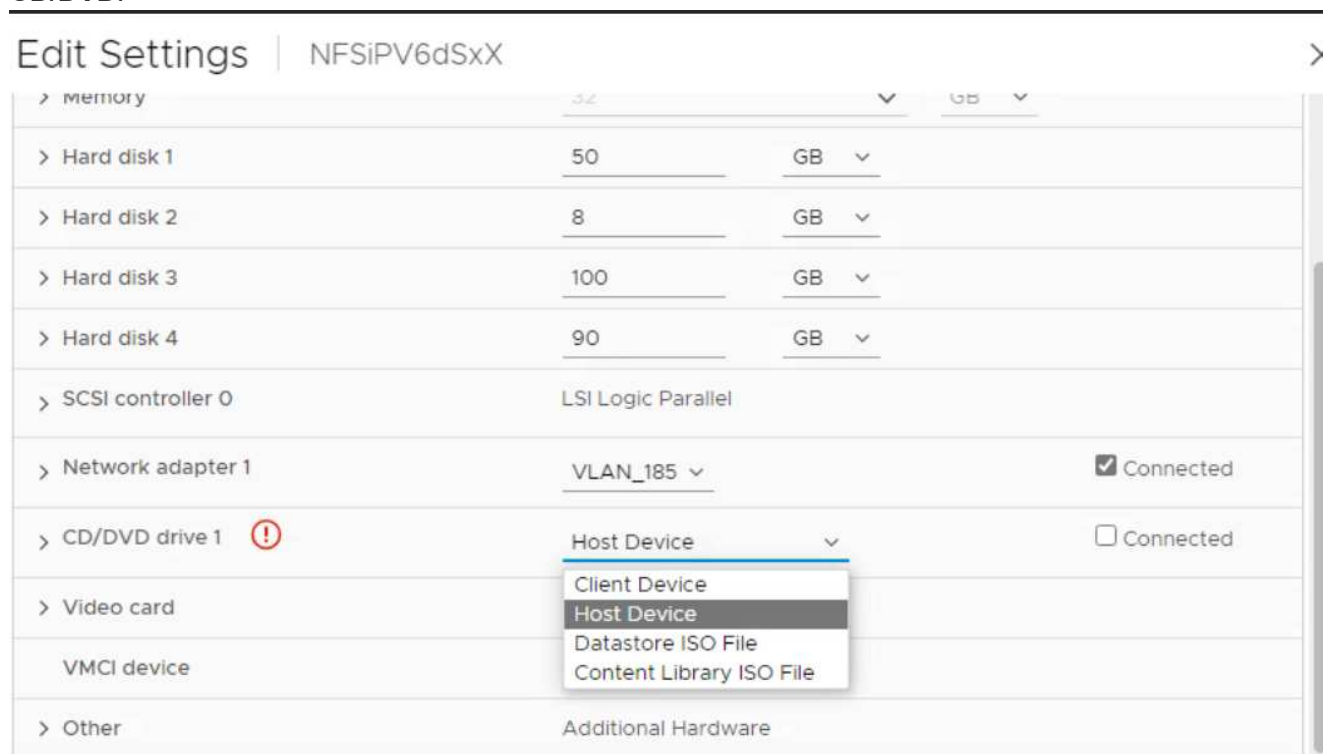 Edit Settings | NFSiPV6dSxX
Memory 32 GB
Hard disk 1 50 GB
Hard disk 2 8 GB
Hard disk 3 100 GB
Hard disk 4 90 GB
SCSI controller 0 LSI Logic Parallel
Network adapter 1 VLAN_185 Connected
CD/DVD drive 1 Host Device Connected
Client Device
Video card Host Device
Datastore ISO File
VMCI device Content Library ISO File
Other Additional Hardware